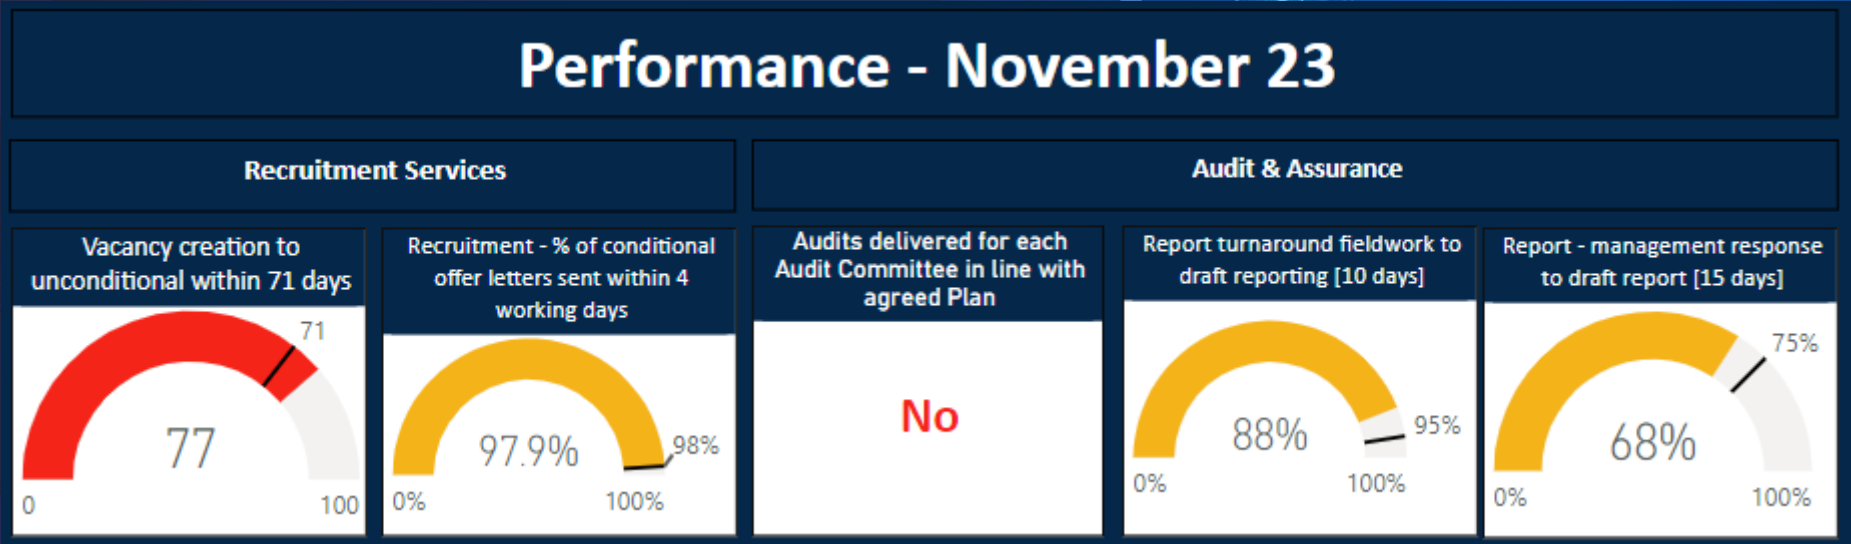 Performance - November 23
Recruitment Services
Audit & Assurance
Vacancy creation to
unconditional within 71 days
71
77
0
100
Recruitment - % of conditional
offer letters sent within 4
working days
97.9%
98%
0%
100%
Audits delivered for each
Audit Committee in line with
agreed Plan
No
Report turnaround fieldwork to
draft reporting [10 days]
88%
95%
0%
100%
Report - management response
to draft report [15 days]
75%
68%
0%
100%